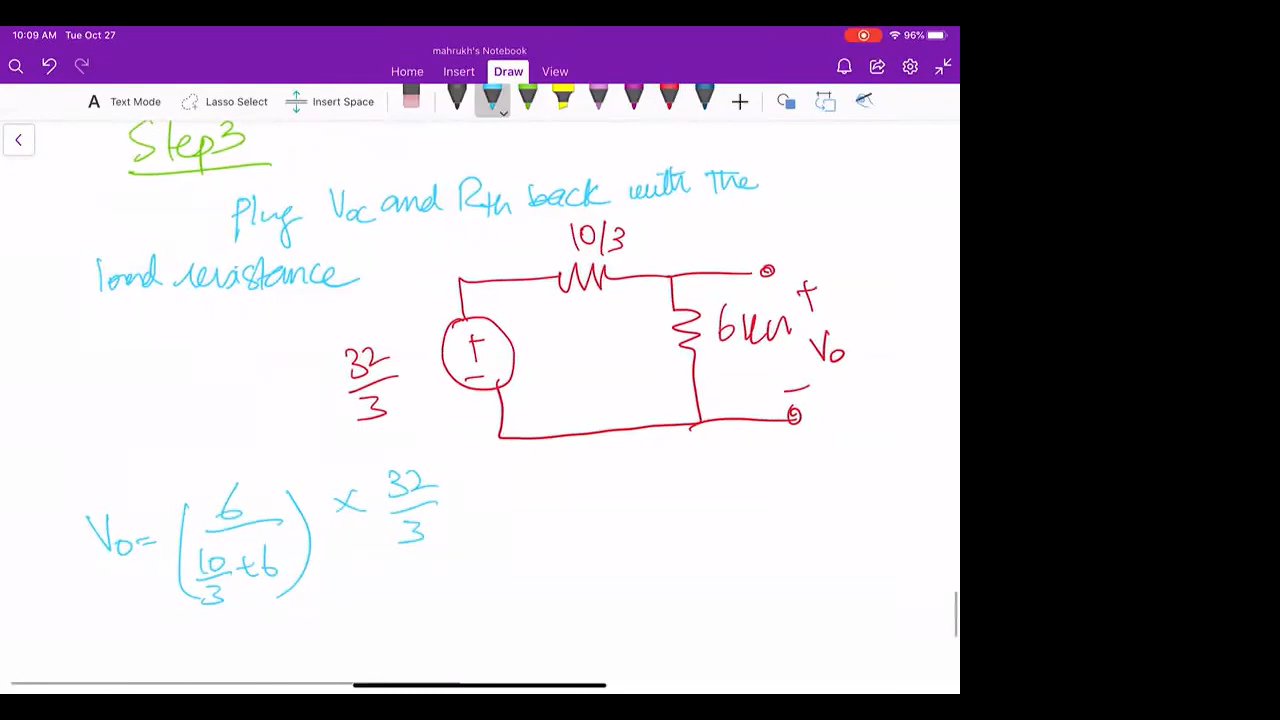 10:09 AM Tue Oct 27
96%
mahrukh's Notebook
Home Insert Draw View
Text Mode Lasso Select Insert Space
Step3
Plug Voc and Rth back with the
load resistance
10/3
+
6kΩ
32/3
+
−
Vo
−
Vo= (6/(10/3+6)) × 32/3